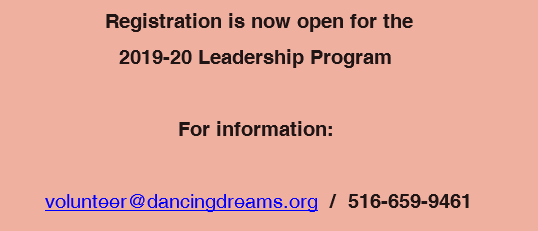 Registration is now open for the
2019-20 Leadership Program
For information:
volunteer@dancingdreams.org / 516-659-9461